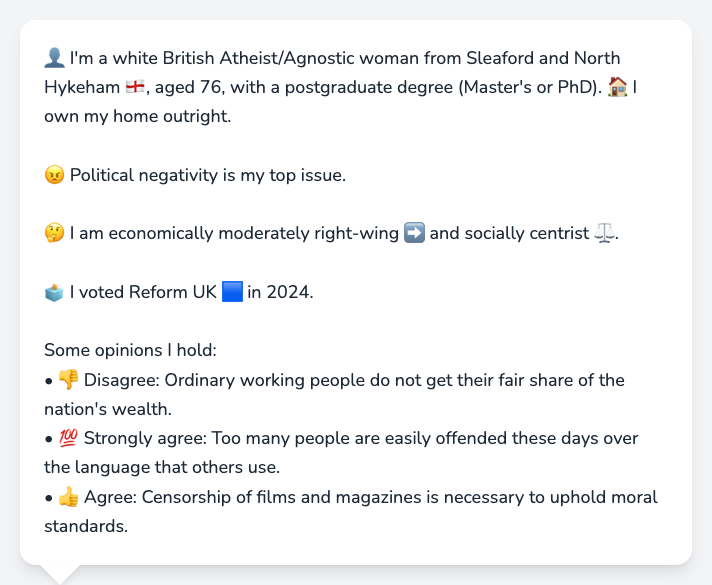 👤 I'm a white British Atheist/Agnostic woman from Sleaford and North
Hykeham 🏴󠁧󠁢󠁥󠁮󠁧󠁿, aged 76, with a postgraduate degree (Master's or PhD). 🏠 I
own my home outright.
😠 Political negativity is my top issue.
🤔 I am economically moderately right-wing ➡️ and socially centrist ⚖️.
🗳️ I voted Reform UK 🟦 in 2024.
Some opinions I hold:
• 👎 Disagree: Ordinary working people do not get their fair share of the
nation's wealth.
• 💯 Strongly agree: Too many people are easily offended these days over
the language that others use.
• 👍 Agree: Censorship of films and magazines is necessary to uphold moral
standards.